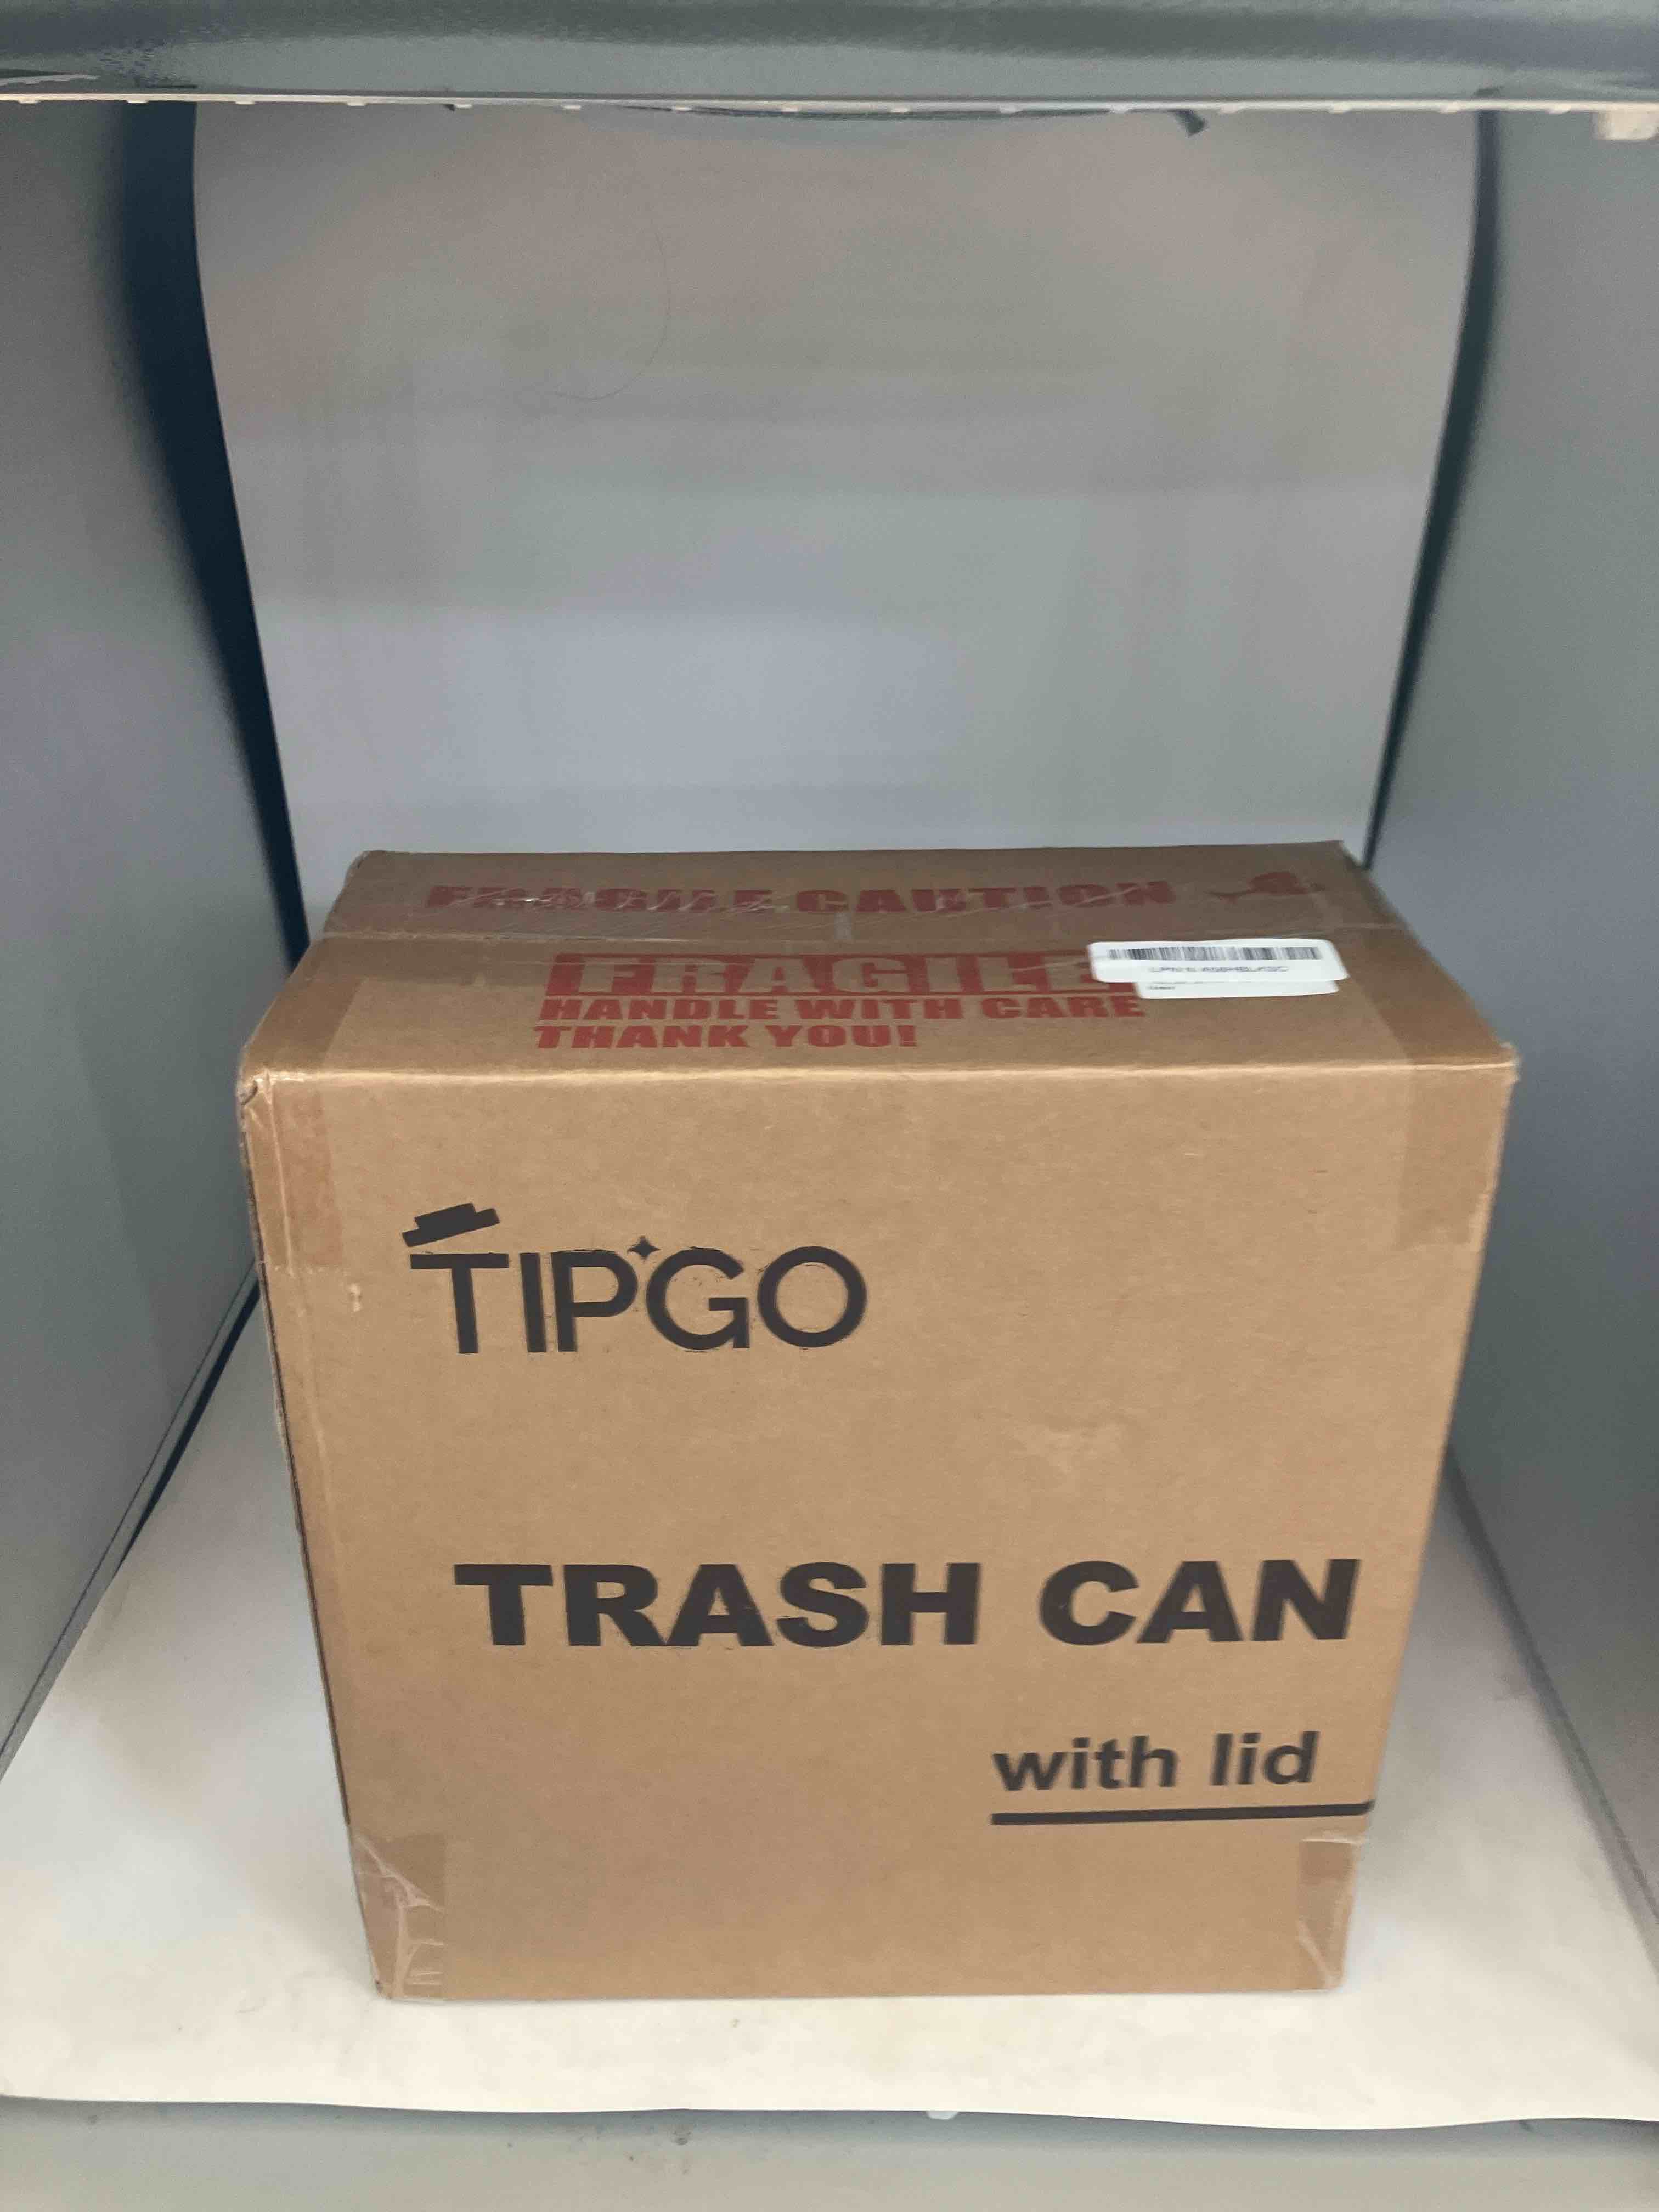 FRAGILE CAUTION
FRAGILE
HANDLE WITH CARE
THANK YOU!
TIPGO
TRASH CAN
with lid